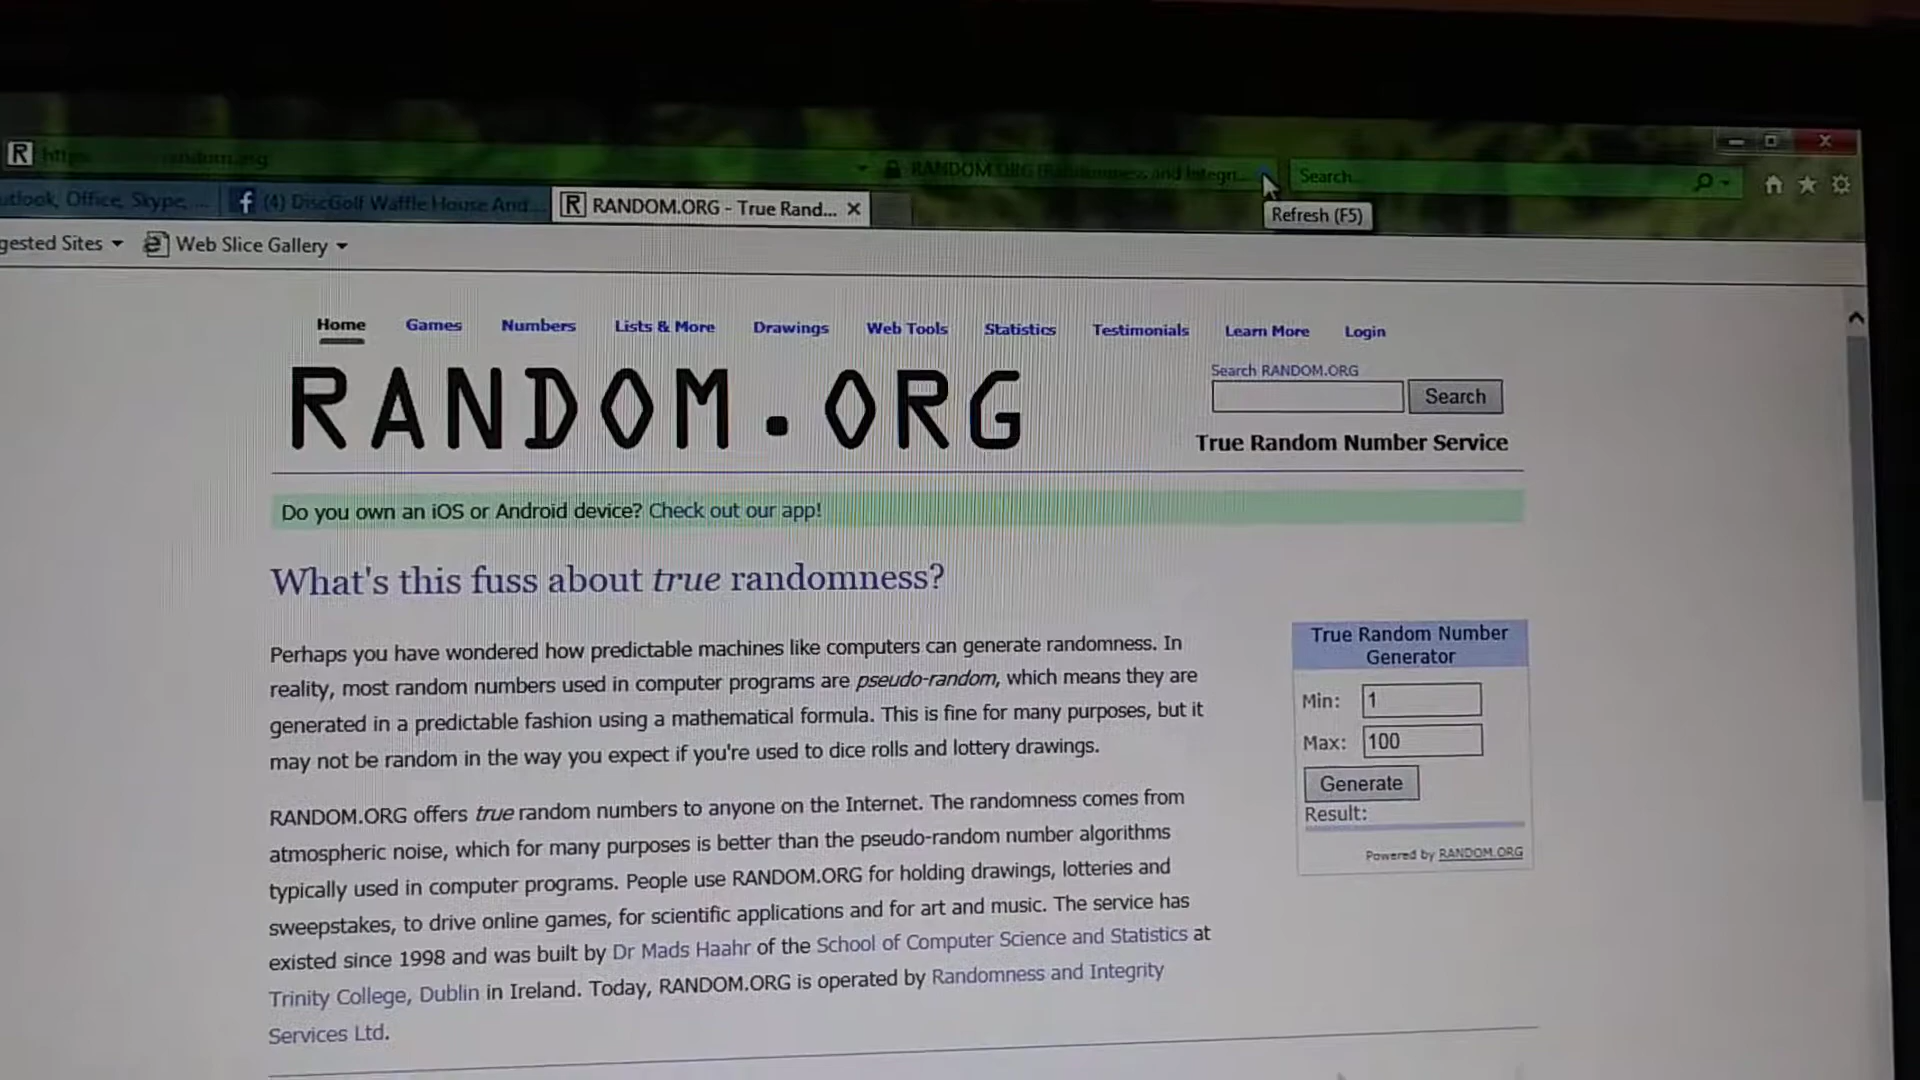 R random.org
RANDOM.ORG (Randomness and Integri...
Search...
utlook, Office, Skype, ...
f (4) DiscGolf Waffle House And ...
R RANDOM.ORG - True Rand...
Refresh (F5)
gested Sites
Web Slice Gallery
Home Games Numbers Lists & More Drawings Web Tools Statistics Testimonials Learn More Login
RANDOM.ORG
Search RANDOM.ORG
Search
True Random Number Service
Do you own an iOS or Android device? Check out our app!
What's this fuss about true randomness?
Perhaps you have wondered how predictable machines like computers can generate randomness. In
reality, most random numbers used in computer programs are pseudo-random, which means they are
generated in a predictable fashion using a mathematical formula. This is fine for many purposes, but it
may not be random in the way you expect if you're used to dice rolls and lottery drawings.
RANDOM.ORG offers true random numbers to anyone on the Internet. The randomness comes from
atmospheric noise, which for many purposes is better than the pseudo-random number algorithms
typically used in computer programs. People use RANDOM.ORG for holding drawings, lotteries and
sweepstakes, to drive online games, for scientific applications and for art and music. The service has
existed since 1998 and was built by Dr Mads Haahr of the School of Computer Science and Statistics at
Trinity College, Dublin in Ireland. Today, RANDOM.ORG is operated by Randomness and Integrity
Services Ltd.
True Random Number
Generator
Min: 1
Max: 100
Generate
Result:
Powered by RANDOM.ORG